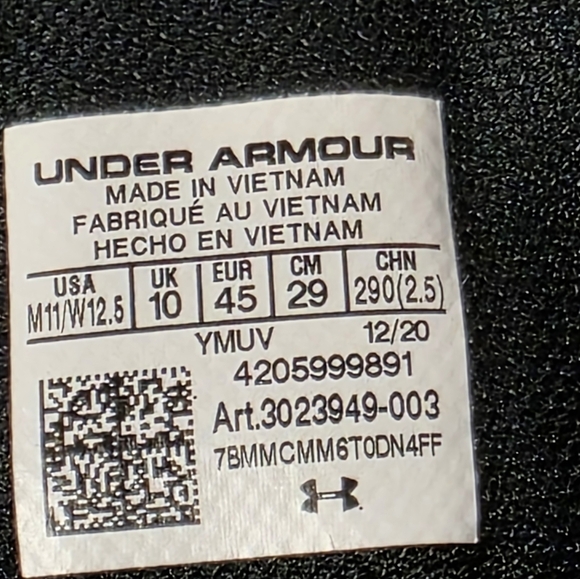 UNDER ARMOUR
MADE IN VIETNAM
FABRIQUÉ AU VIETNAM
HECHO EN VIETNAM
USA UK EUR CM CHN
M11/W12.5 10 45 29 290(2.5)
YMUV 12/20
4205999891
Art.3023949-003
7BMMCMM6T0DN4FF